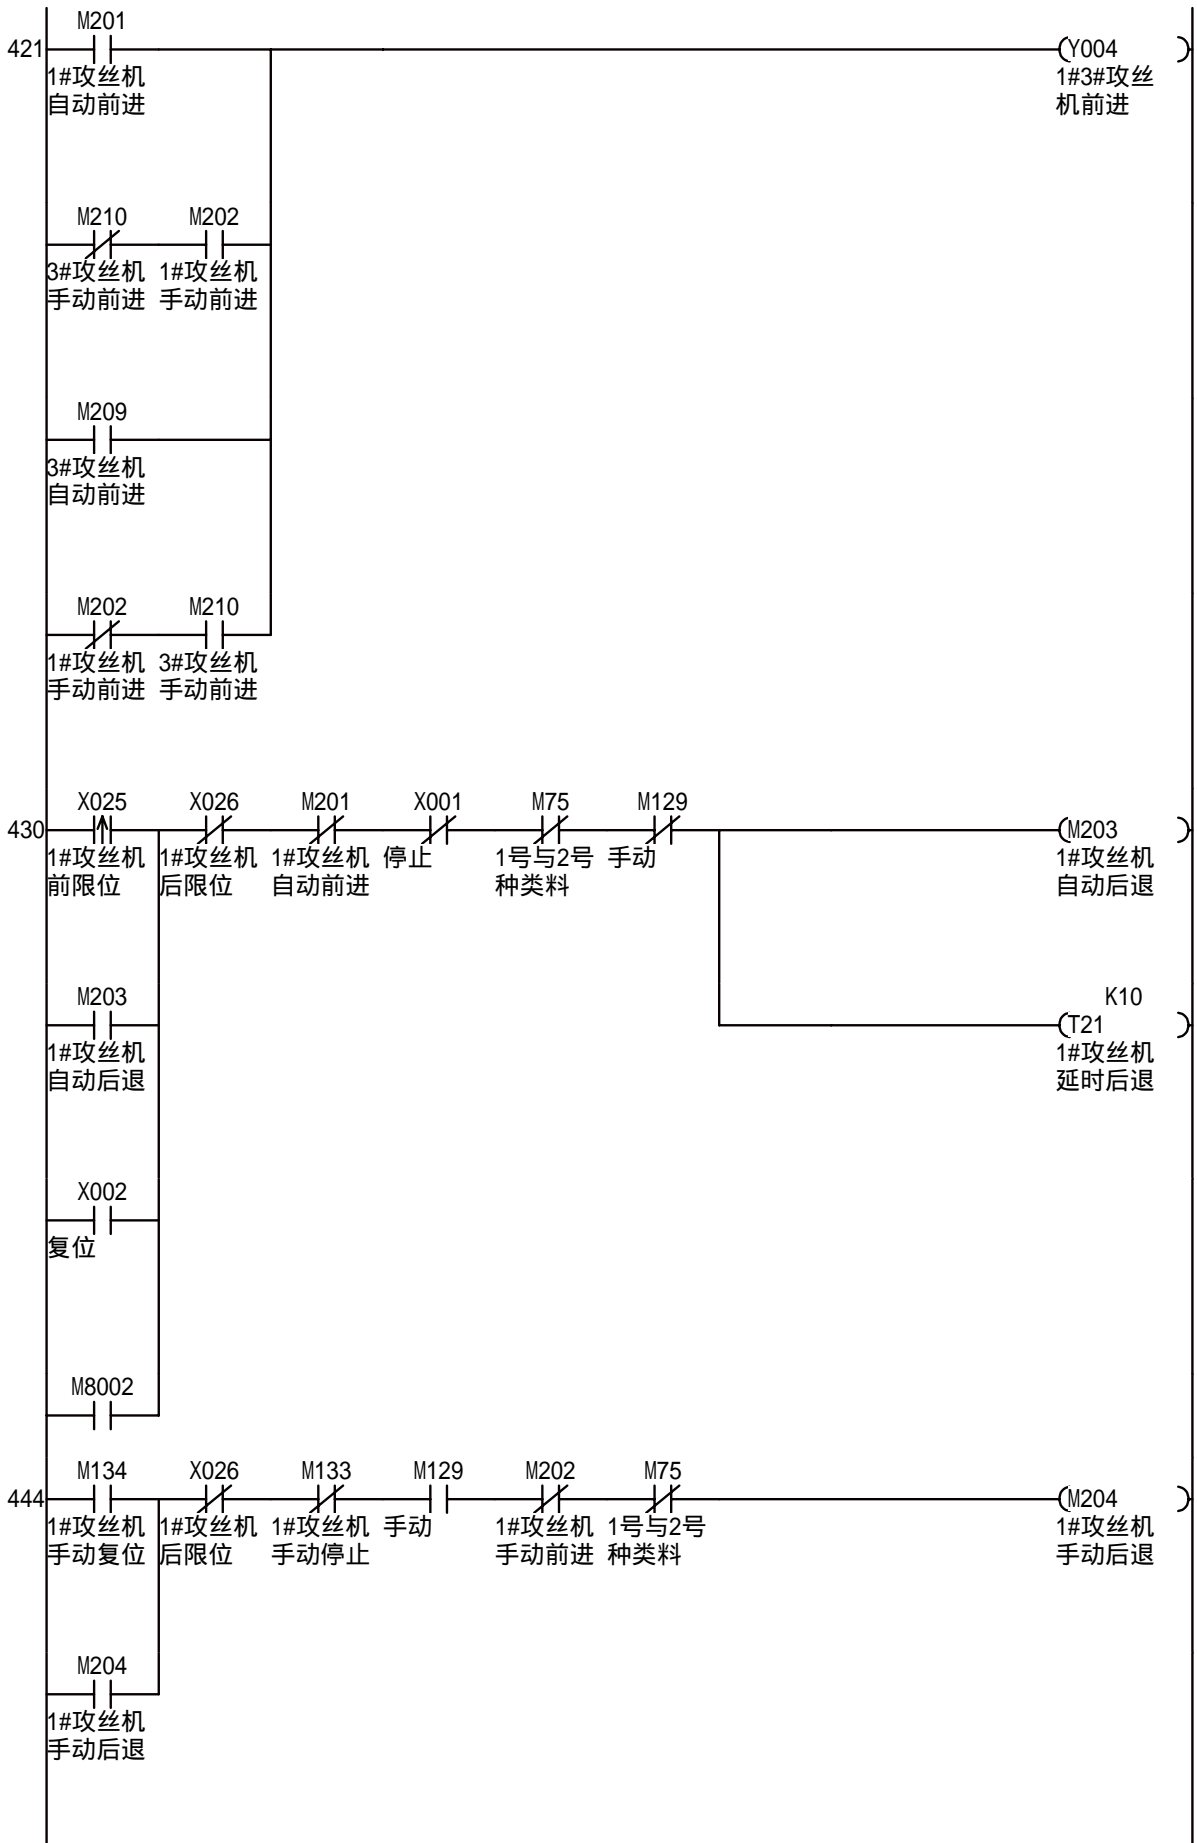 M201
421
Y004
1#攻丝机
自动前进
1#3#攻丝
机前进
M210
M202
3#攻丝机
手动前进
1#攻丝机
手动前进
M209
3#攻丝机
自动前进
M202
M210
1#攻丝机
手动前进
3#攻丝机
手动前进
X025
X026
M201
X001
M75
M129
430
M203
1#攻丝机
前限位
1#攻丝机
后限位
1#攻丝机
自动前进
停止
1号与2号
种类料
手动
1#攻丝机
自动后退
M203
K10
T21
1#攻丝机
自动后退
1#攻丝机
延时后退
X002
复位
M8002
M134
X026
M133
M129
M202
M75
444
M204
1#攻丝机
手动复位
1#攻丝机
后限位
1#攻丝机
手动停止
手动
1#攻丝机
手动前进
1号与2号
种类料
1#攻丝机
手动后退
M204
1#攻丝机
手动后退